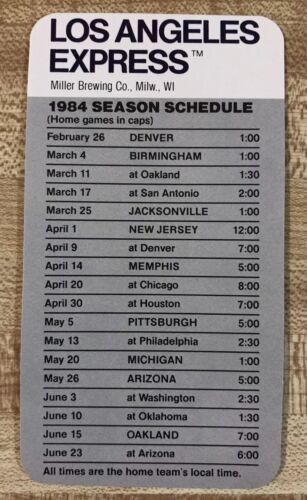 LOS ANGELES
EXPRESS™
Miller Brewing Co., Milw., WI
1984 SEASON SCHEDULE
(Home games in caps)
February 26 DENVER 1:00
March 4 BIRMINGHAM 1:00
March 11 at Oakland 1:30
March 17 at San Antonio 2:00
March 25 JACKSONVILLE 1:00
April 1 NEW JERSEY 12:00
April 9 at Denver 7:00
April 14 MEMPHIS 5:00
April 20 at Chicago 8:00
April 30 at Houston 7:00
May 5 PITTSBURGH 5:00
May 13 at Philadelphia 2:30
May 20 MICHIGAN 1:00
May 26 ARIZONA 5:00
June 3 at Washington 2:30
June 10 at Oklahoma 1:30
June 15 OAKLAND 7:00
June 23 at Arizona 6:00
All times are the home team's local time.